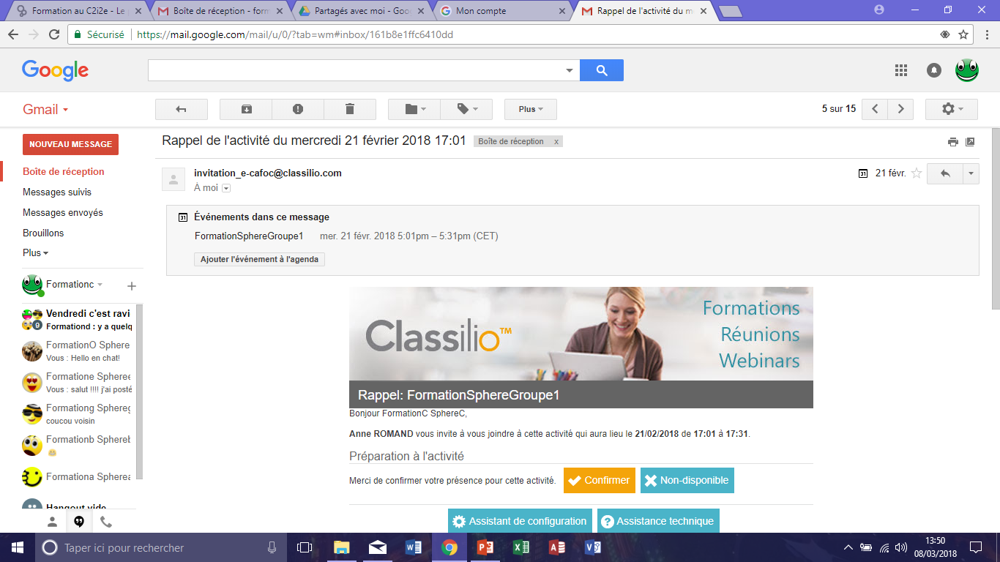 Formation au C2i2e - Le p
Boîte de réception - form
Partagés avec moi - Goo
Mon compte
Rappel de l'activité du m
Sécurisé
https://mail.google.com/mail/u/0/?tab=wm#inbox/161b8e1ffc6410dd
Google
Gmail
Plus
5 sur 15
NOUVEAU MESSAGE
Boîte de réception
Messages suivis
Messages envoyés
Brouillons
Plus
Formationc
9
Vendredi c'est ravi
Formationd : y a quelq
FormationO Sphere
Vous : Hello en chat!
Formatione Spheree
Vous : salut !!!! j'ai posté
Formationg Sphereg
coucou voisin
Formationb Sphereb
Formationa Spherea
Hangout vide
Rappel de l'activité du mercredi 21 février 2018 17:01
Boîte de réception x
invitation_e-cafoc@classilio.com
À moi
31 21 févr.
31 Événements dans ce message
FormationSphereGroupe1 mer. 21 févr. 2018 5:01pm – 5:31pm (CET)
Ajouter l'événement à l'agenda
Classilio™
Formations
Réunions
Webinars
Rappel: FormationSphereGroupe1
Bonjour FormationC SphereC,
Anne ROMAND vous invite à vous joindre à cette activité qui aura lieu le 21/02/2018 de 17:01 à 17:31.
Préparation à l'activité
Merci de confirmer votre présence pour cette activité. Confirmer Non-disponible
Assistant de configuration Assistance technique
Taper ici pour rechercher
13:50
08/03/2018